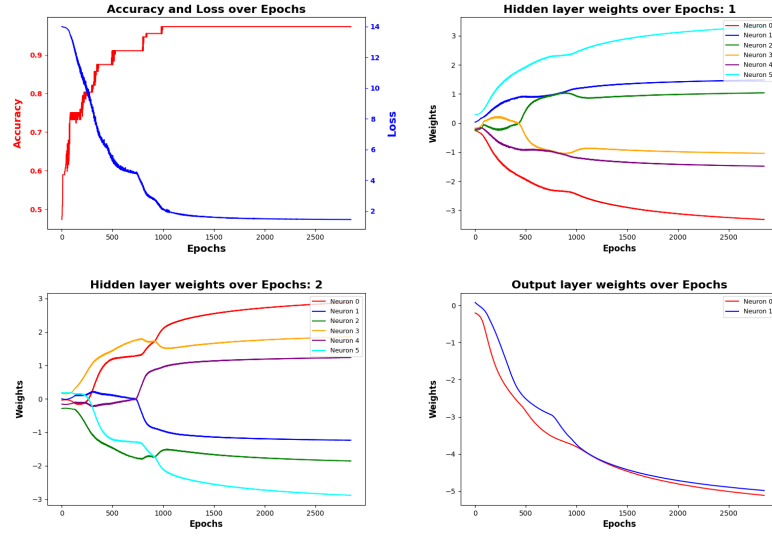 Accuracy and Loss over Epochs
Accuracy
0.9
0.8
0.7
0.6
0.5
14
12
10
8
6
4
2
Loss
0
500
1000
1500
2000
2500
Epochs
Hidden layer weights over Epochs: 1
Weights
3
2
1
0
−1
−2
−3
Neuron 0
Neuron 1
Neuron 2
Neuron 3
Neuron 4
Neuron 5
0
500
1000
1500
2000
2500
Epochs
Hidden layer weights over Epochs: 2
Weights
3
2
1
0
−1
−2
−3
Neuron 0
Neuron 1
Neuron 2
Neuron 3
Neuron 4
Neuron 5
0
500
1000
1500
2000
2500
Epochs
Output layer weights over Epochs
Weights
0
−1
−2
−3
−4
−5
Neuron 0
Neuron 1
0
500
1000
1500
2000
2500
Epochs